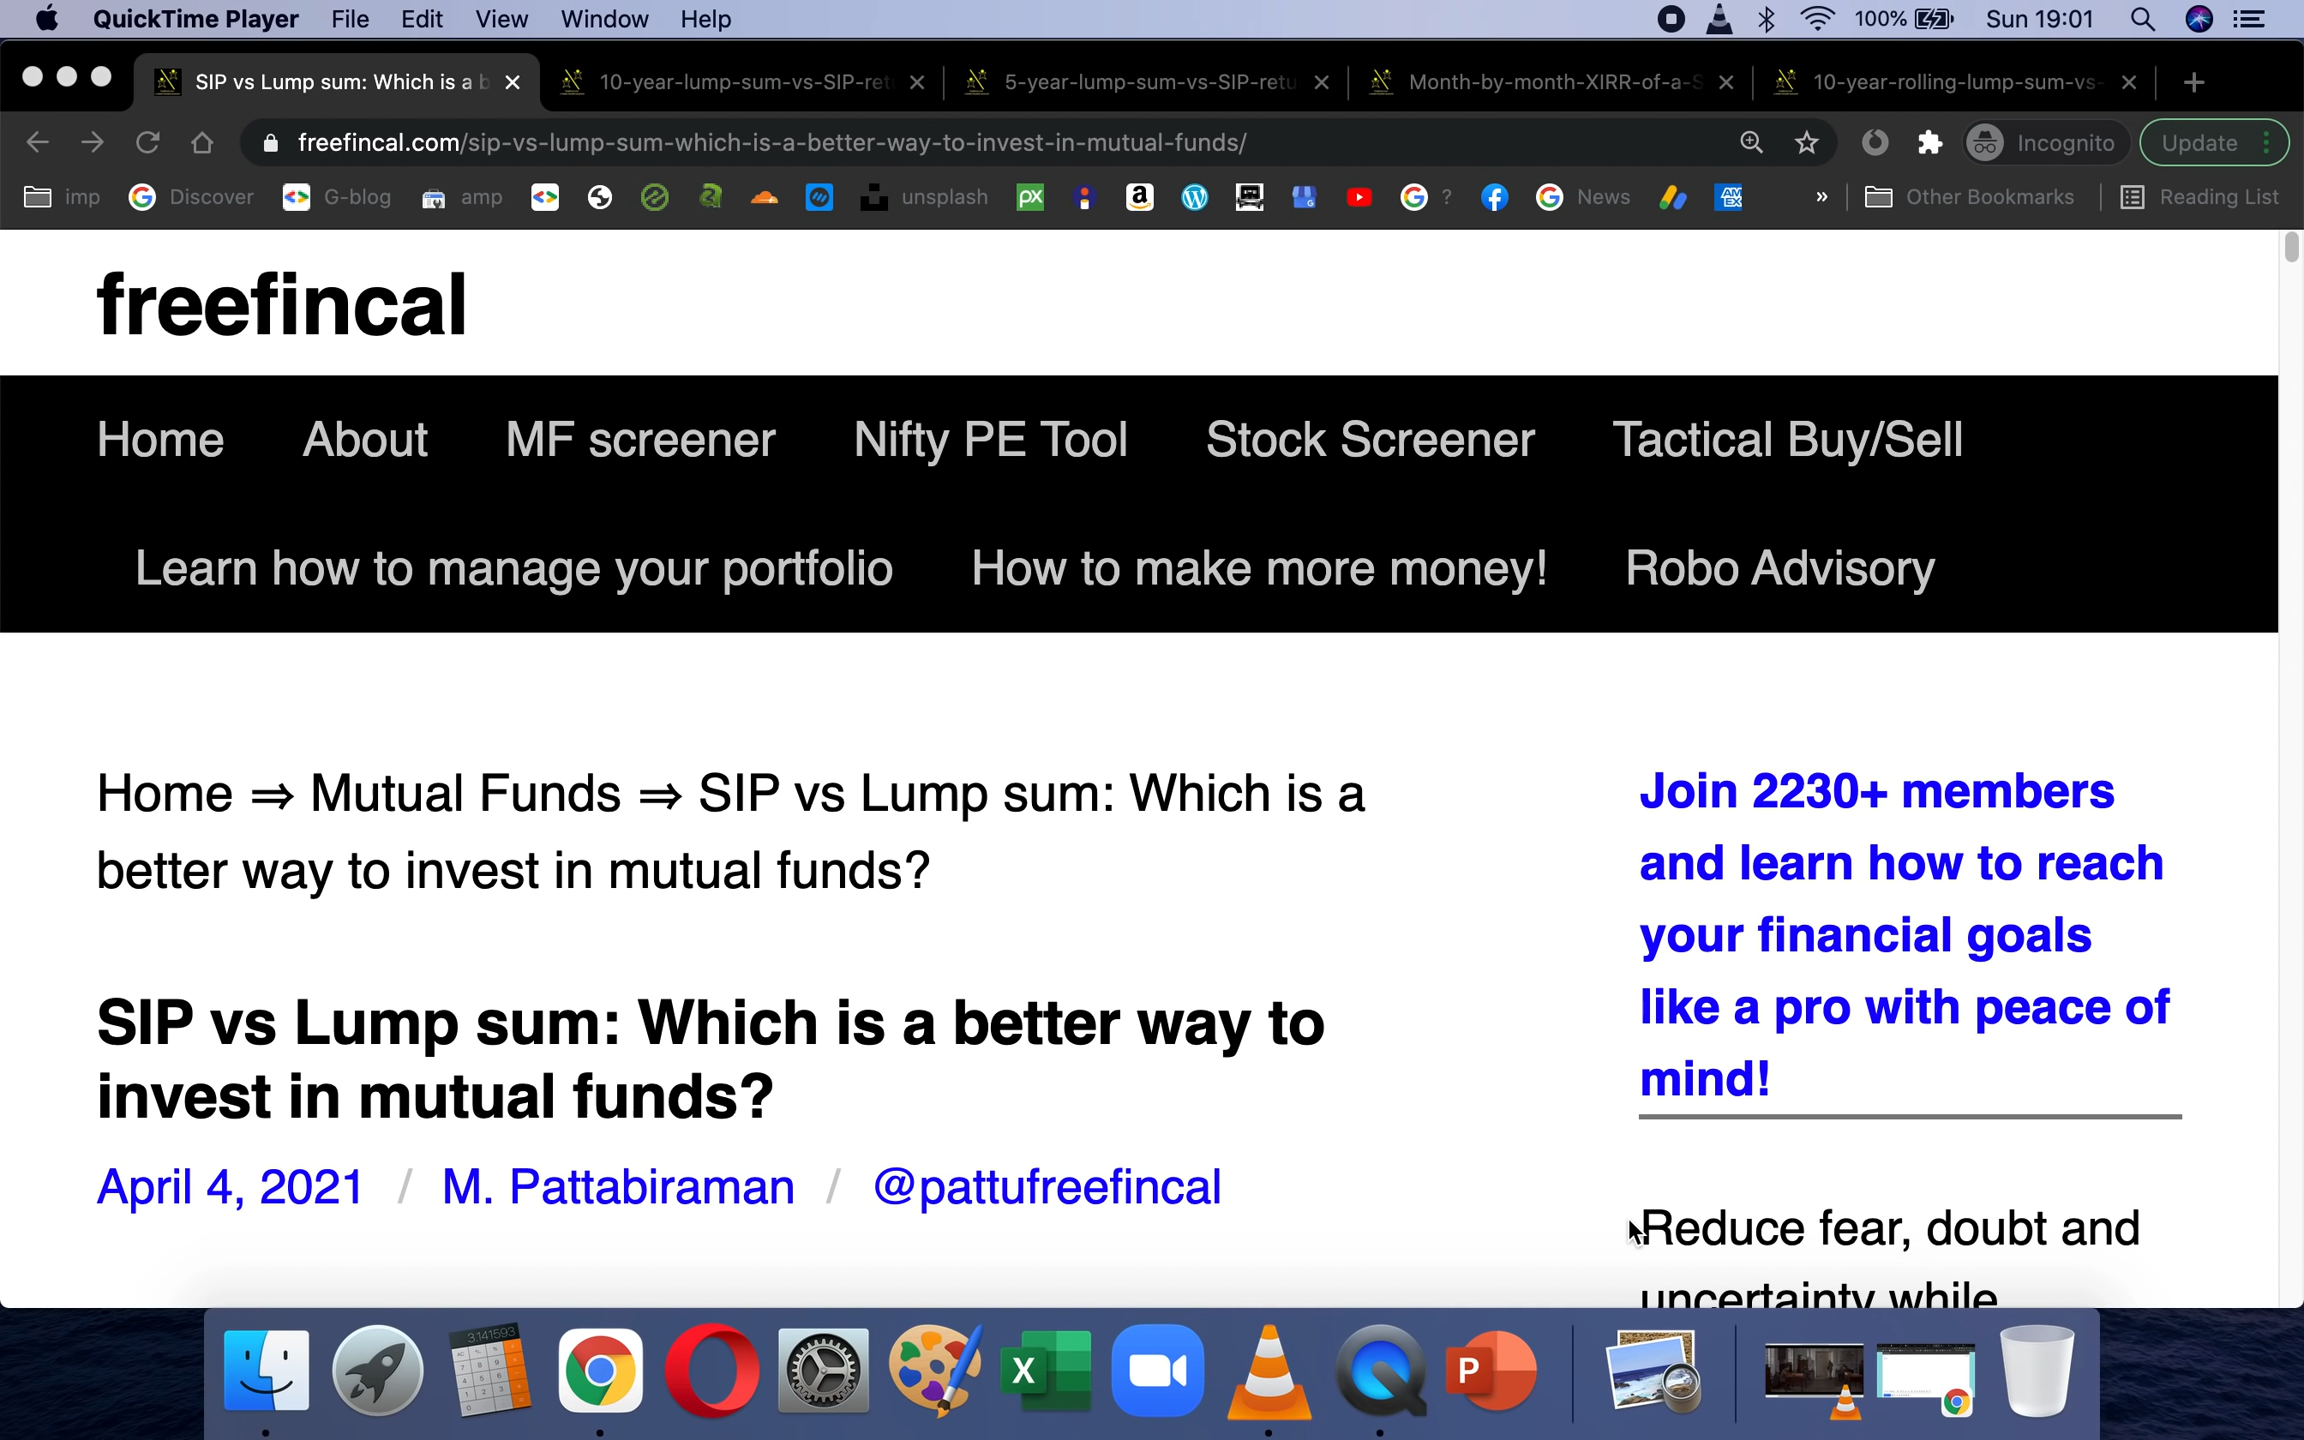 QuickTime Player File Edit View Window Help 100% Sun 19:01
SIP vs Lump sum: Which is a b 10-year-lump-sum-vs-SIP-ret 5-year-lump-sum-vs-SIP-retu Month-by-month-XIRR-of-a-S 10-year-rolling-lump-sum-vs-
freefincal.com/sip-vs-lump-sum-which-is-a-better-way-to-invest-in-mutual-funds/ Incognito Update
imp Discover G-blog amp unsplash px a ? News AM EX » Other Bookmarks Reading List
freefincal
Home About MF screener Nifty PE Tool Stock Screener Tactical Buy/Sell
Learn how to manage your portfolio How to make more money! Robo Advisory
Home ⇒ Mutual Funds ⇒ SIP vs Lump sum: Which is a
better way to invest in mutual funds?
SIP vs Lump sum: Which is a better way to
invest in mutual funds?
April 4, 2021 / M. Pattabiraman / @pattufreefincal
Join 2230+ members
and learn how to reach
your financial goals
like a pro with peace of
mind!
Reduce fear, doubt and
uncertainty while
3.141593
X
P